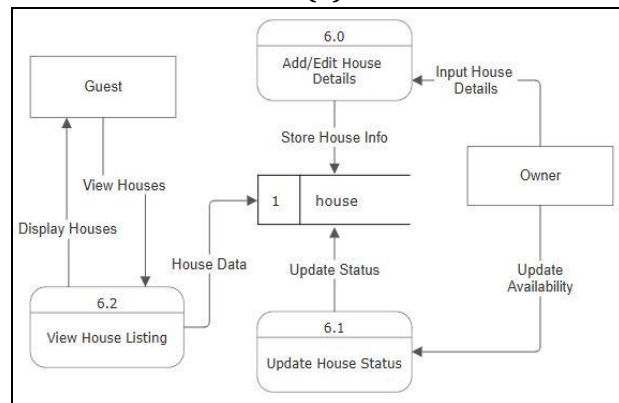 6.0
Add/Edit House
Details
Input House
Details
Guest
Store House Info
View Houses
Owner
1
house
Display Houses
House Data
Update Status
Update
Availability
6.2
View House Listing
6.1
Update House Status